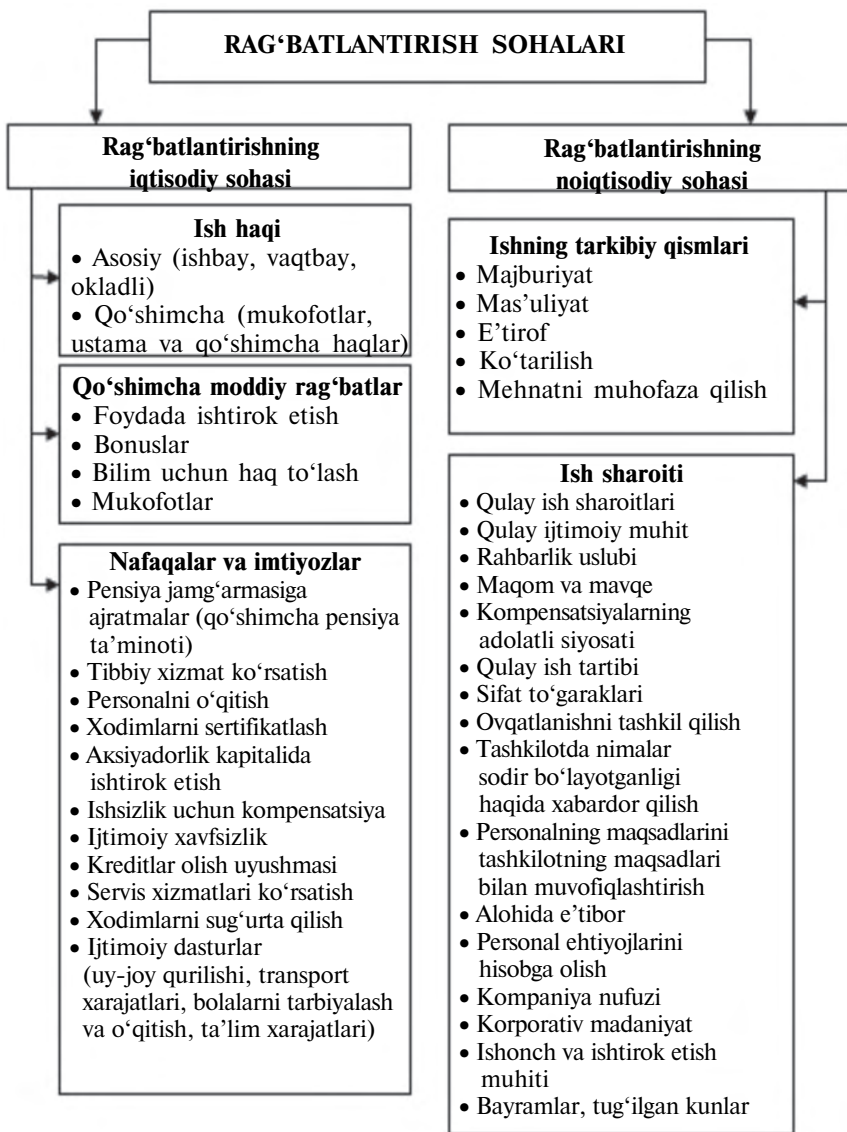 RAG‘BATLANTIRISH SOHALARI
Rag‘batlantirishning
iqtisodiy sohasi
Ish haqi
• Asosiy (ishbay, vaqtbay,
okladli)
• Qo‘shimcha (mukofotlar,
ustama va qo‘shimcha haqlar)
Qo‘shimcha moddiy rag‘batlar
• Foydada ishtirok etish
• Bonuslar
• Bilim uchun haq to‘lash
• Mukofotlar
Nafaqalar va imtiyozlar
• Pensiya jamg‘armasiga
ajratmalar (qo‘shimcha pensiya
ta’minoti)
• Tibbiy xizmat ko‘rsatish
• Personalni o‘qitish
• Xodimlarni sertifikatlash
• Aкsiyadorlik kapitalida
ishtirok etish
• Ishsizlik uchun kompensatsiya
• Ijtimoiy xavfsizlik
• Kreditlar olish uyushmasi
• Servis xizmatlari ko‘rsatish
• Xodimlarni sug‘urta qilish
• Ijtimoiy dasturlar
(uy-joy qurilishi, transport
xarajatlari, bolalarni tarbiyalash
va o‘qitish, ta’lim xarajatlari)
Rag‘batlantirishning
noiqtisodiy sohasi
Ishning tarkibiy qismlari
• Majburiyat
• Mas’uliyat
• E’tirof
• Ko‘tarilish
• Mehnatni muhofaza qilish
Ish sharoiti
• Qulay ish sharoitlari
• Qulay ijtimoiy muhit
• Rahbarlik uslubi
• Maqom va mavqe
• Kompensatsiyalarning
adolatli siyosati
• Qulay ish tartibi
• Sifat to‘garaklari
• Ovqatlanishni tashkil qilish
• Tashkilotda nimalar
sodir bo‘layotganligi
haqida xabardor qilish
• Personalning maqsadlarini
tashkilotning maqsadlari
bilan muvofiqlashtirish
• Alohida e’tibor
• Personal ehtiyojlarini
hisobga olish
• Kompaniya nufuzi
• Korporativ madaniyat
• Ishonch va ishtirok etish
muhiti
• Bayramlar, tug‘ilgan kunlar